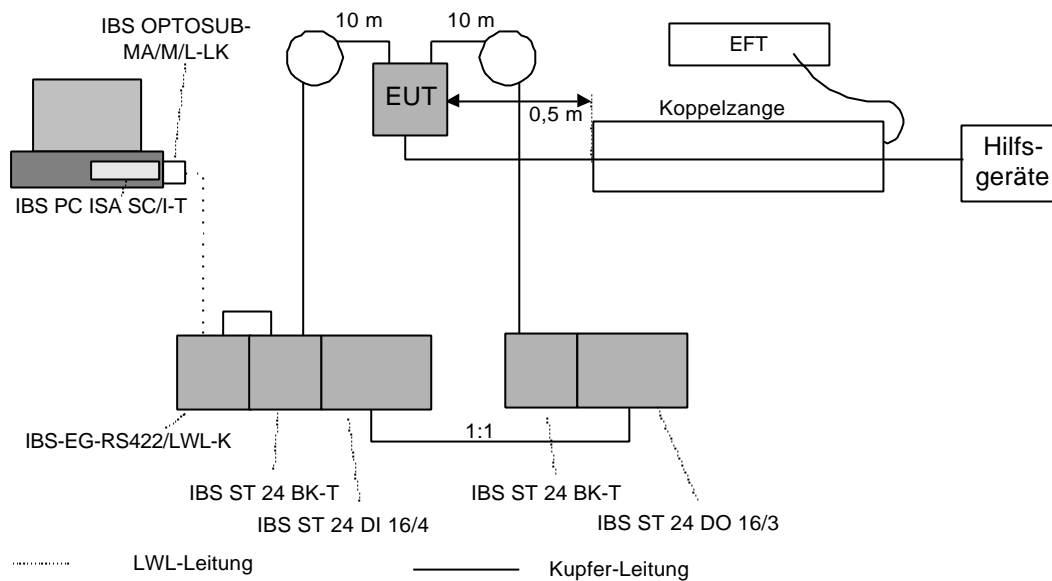 IBS OPTOSUB-
MA/M/L-LK
10 m
10 m
EFT
EUT
0,5 m
Koppelzange
Hilfs-
geräte
IBS PC ISA SC/I-T
IBS-EG-RS422/LWL-K
1:1
IBS ST 24 BK-T
IBS ST 24 BK-T
IBS ST 24 DI 16/4
IBS ST 24 DO 16/3
LWL-Leitung
Kupfer-Leitung